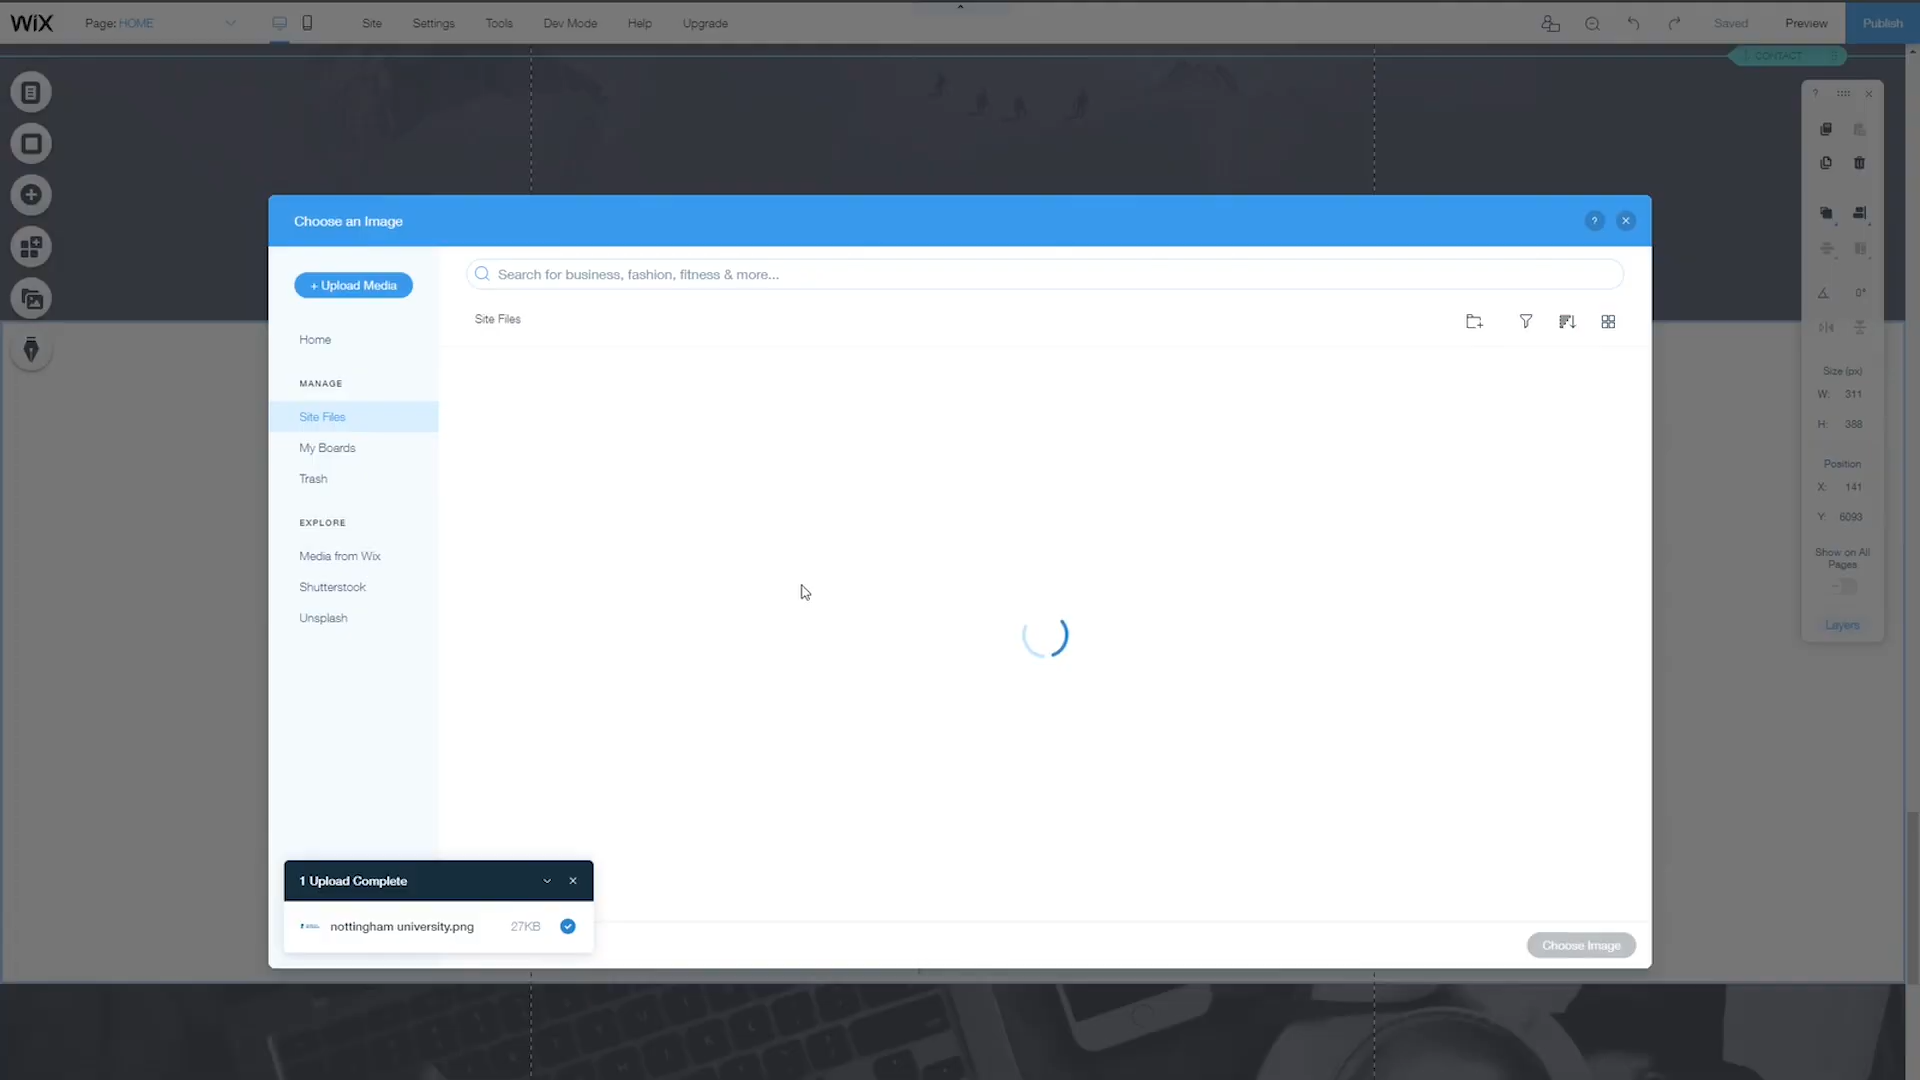 WiX Page: HOME Site Settings Tools Dev Mode Help Upgrade Saved Preview Publish
CONTACT
?
Choose an Image
?
+ Upload Media
Search for business, fashion, fitness & more...
Site Files
Home
MANAGE
Site Files
My Boards
Trash
EXPLORE
Media from Wix
Shutterstock
Unsplash
Size (px)
W: 311
H: 388
Position
X: 141
Y: 6093
Show on All
Pages
Layers
1 Upload Complete
nottingham university.png 27KB
Choose Image